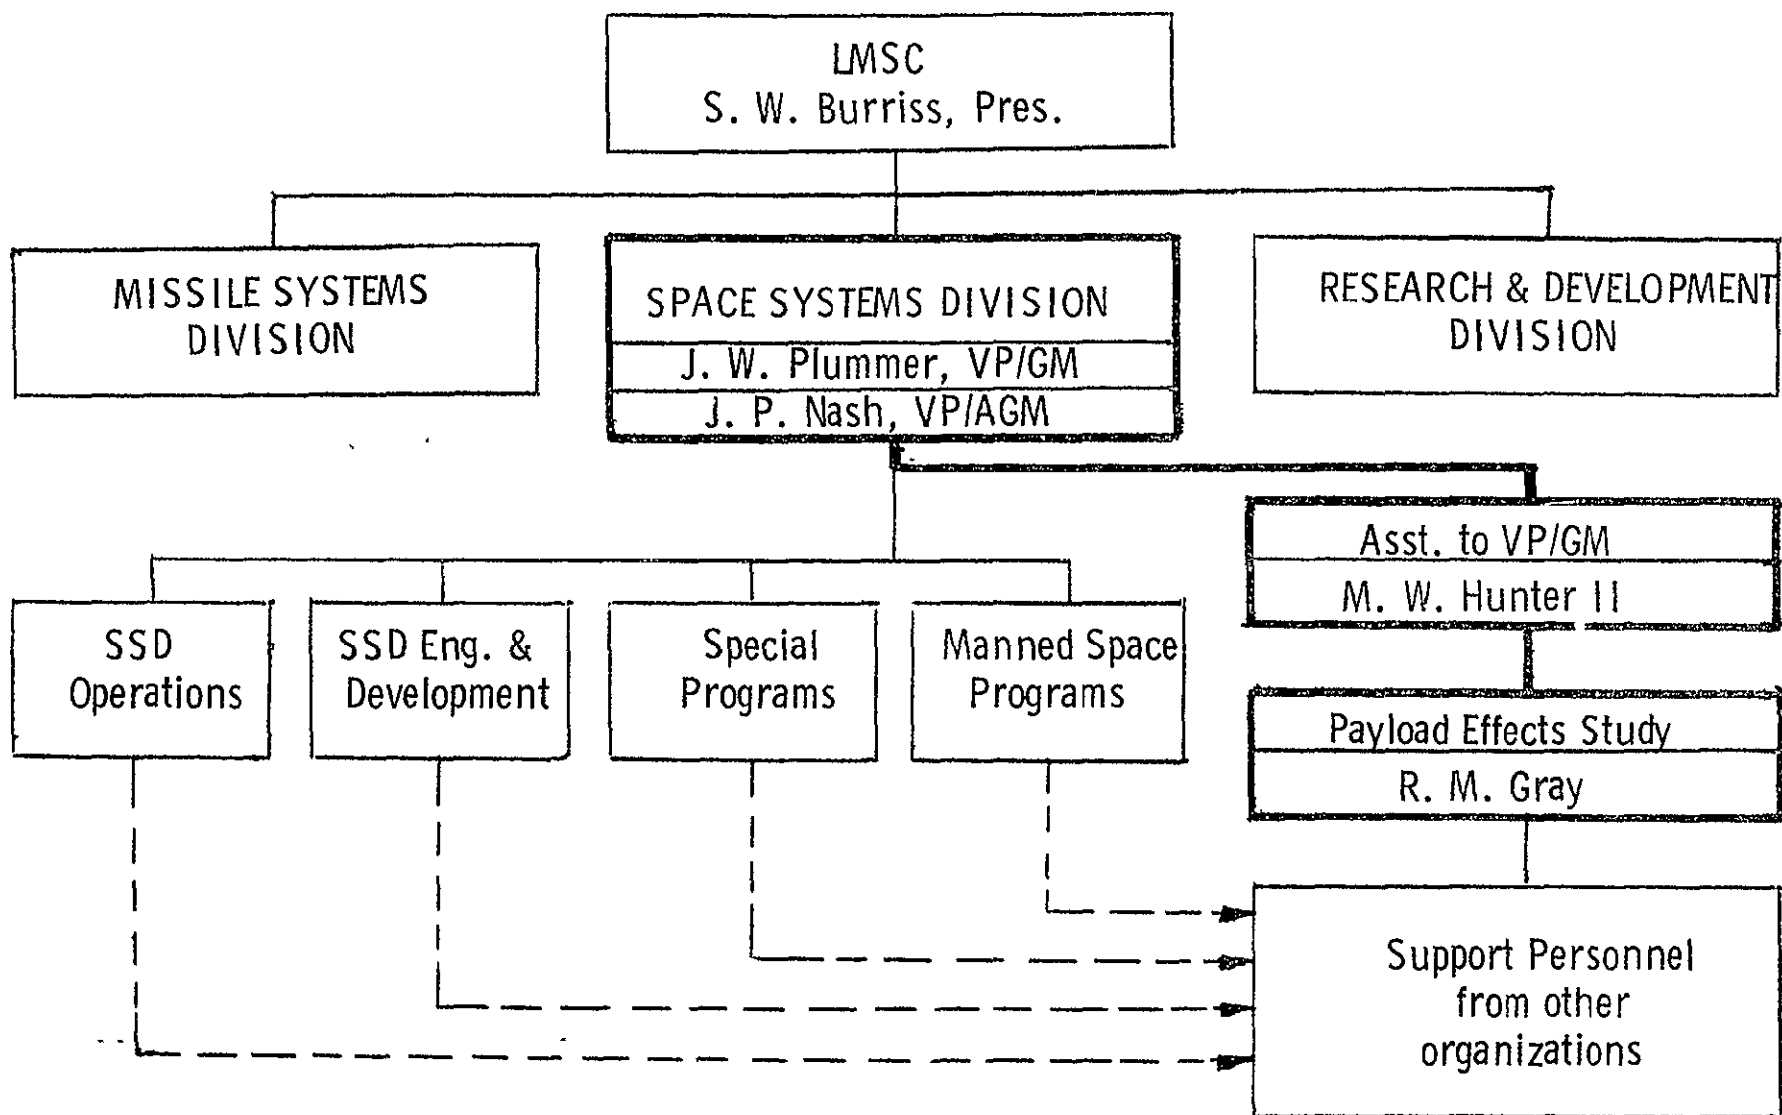 LMSC
S. W. Burriss, Pres.
MISSILE SYSTEMS
DIVISION
SPACE SYSTEMS DIVISION
J. W. Plummer, VP/GM
J. P. Nash, VP/AGM
RESEARCH & DEVELOPMENT
DIVISION
Asst. to VP/GM
M. W. Hunter II
SSD
Operations
SSD Eng. &
Development
Special
Programs
Manned Space
Programs
Payload Effects Study
R. M. Gray
Support Personnel
from other
organizations